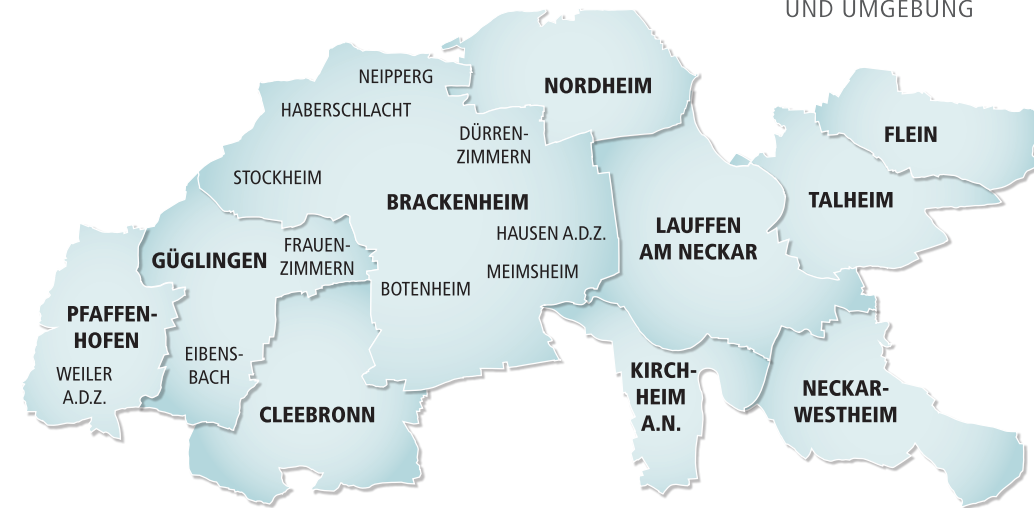 UND UMGEBUNG
NEIPPERG
NORDHEIM
HABERSCHLACHT
DÜRREN-
ZIMMERN
FLEIN
STOCKHEIM
BRACKENHEIM
TALHEIM
LAUFFEN
AM NECKAR
HAUSEN A.D.Z.
GÜGLINGEN
FRAUEN-
ZIMMERN
MEIMSHEIM
BOTENHEIM
PFAFFEN-
HOFEN
WEILER
A.D.Z.
EIBENS-
BACH
CLEEBRONN
KIRCH-
HEIM
A.N.
NECKAR-
WESTHEIM